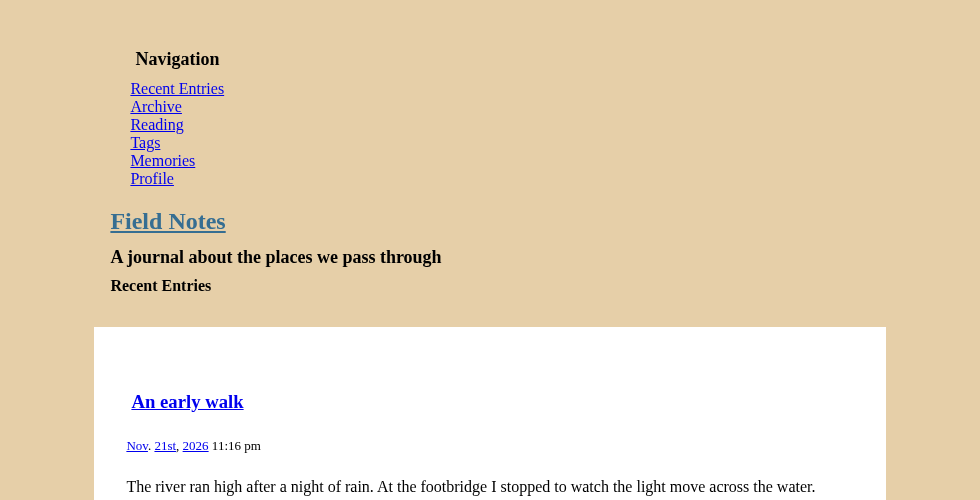 Navigation
Recent Entries
Archive
Reading
Tags
Memories
Profile
Field Notes
A journal about the places we pass through
Recent Entries
An early walk
Nov. 21st, 2026 11:16 pm
The river ran high after a night of rain. At the footbridge I stopped to watch the light move across the water.